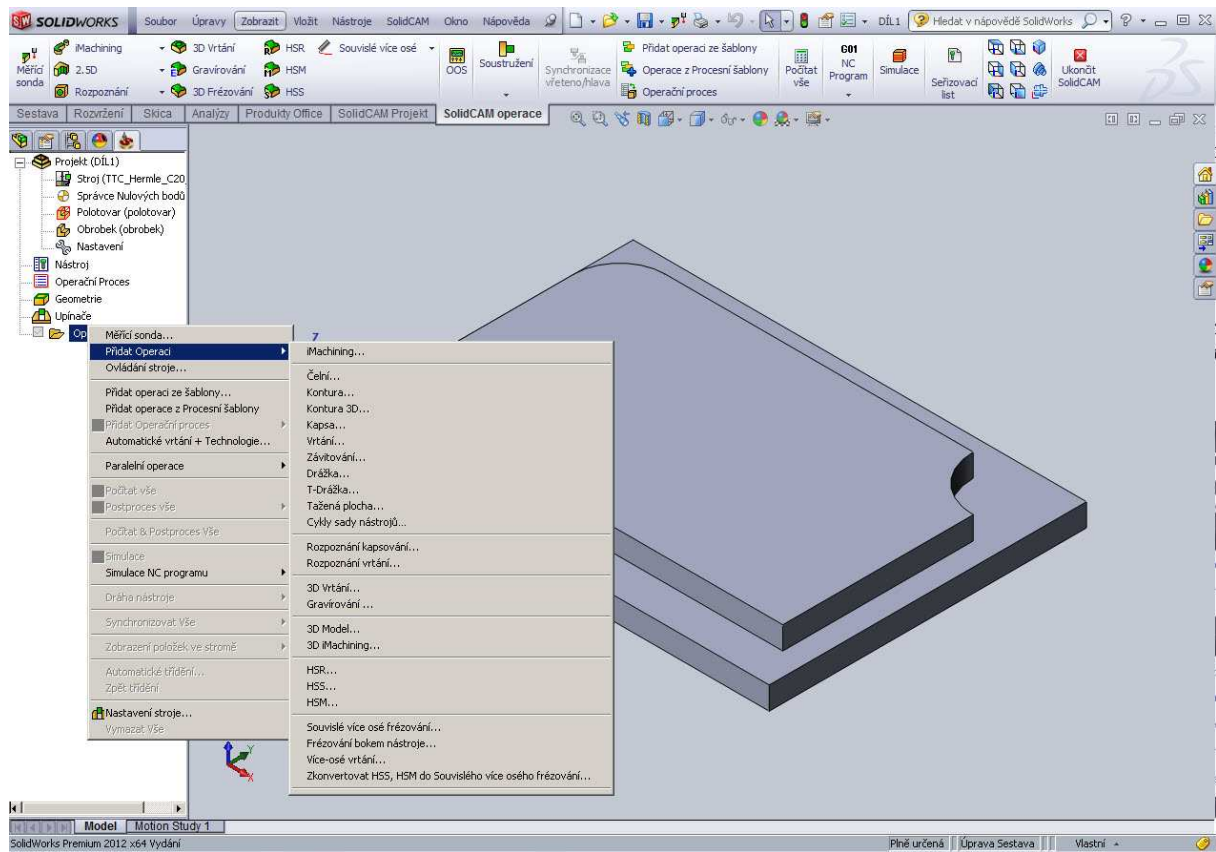 SOLIDWORKS Soubor Úpravy Zobrazit Vložit Nástroje SolidCAM Okno Nápověda DíL1 Hledat v nápovědě SolidWorks
iMachining 3D Vrtání HSR Souvislé více osé Přidat operaci ze šablony
Měřící sonda 2.5D Gravírování HSM OOS Soustružení Synchronizace vřeteno/hlava Operace z Procesní šablony Počítat vše G01 NC Program Simulace Seřizovací list Ukončit SolidCAM
Rozpoznání 3D Frézování HSS Operační proces
Sestava Rozvržení Skica Analýzy Produkty Office SolidCAM Projekt SolidCAM operace
Projekt (DÍL1)
Stroj (TTC_Hermle_C20
Správce Nulových bodů
Polotovar (polotovar)
Obrobek (obrobek)
Nastavení
Nástroj
Operační Proces
Geometrie
Upínače
Op
Měřící sonda...
Přidat Operaci
Ovládání stroje...
Přidat operaci ze šablony...
Přidat operace z Procesní šablony
Přidat Operační proces
Automatické vrtání + Technologie...
Paralelní operace
Počítat vše
Postproces vše
Počítat & Postproces Vše
Simulace
Simulace NC programu
Dráha nástroje
Synchronizovat Vše
Zobrazení položek ve stromě
Automatické třídění...
Zpět třídění
Nastavení stroje...
Vymazat Vše
Z
iMachining...
Čelní...
Kontura...
Kontura 3D...
Kapsa...
Vrtání...
Závitování...
Drážka...
T-Drážka...
Tažená plocha...
Cykly sady nástrojů...
Rozpoznání kapsování...
Rozpoznání vrtání...
3D Vrtání...
Gravírování ...
3D Model...
3D iMachining...
HSR...
HSS...
HSM...
Souvislé více osé frézování...
Frézování bokem nástroje...
Více-osé vrtání...
Zkonvertovat HSS, HSM do Souvislého více osého frézování...
Y
X
Model Motion Study 1
SolidWorks Premium 2012 x64 Vydání Plně určená Úprava Sestava Vlastní